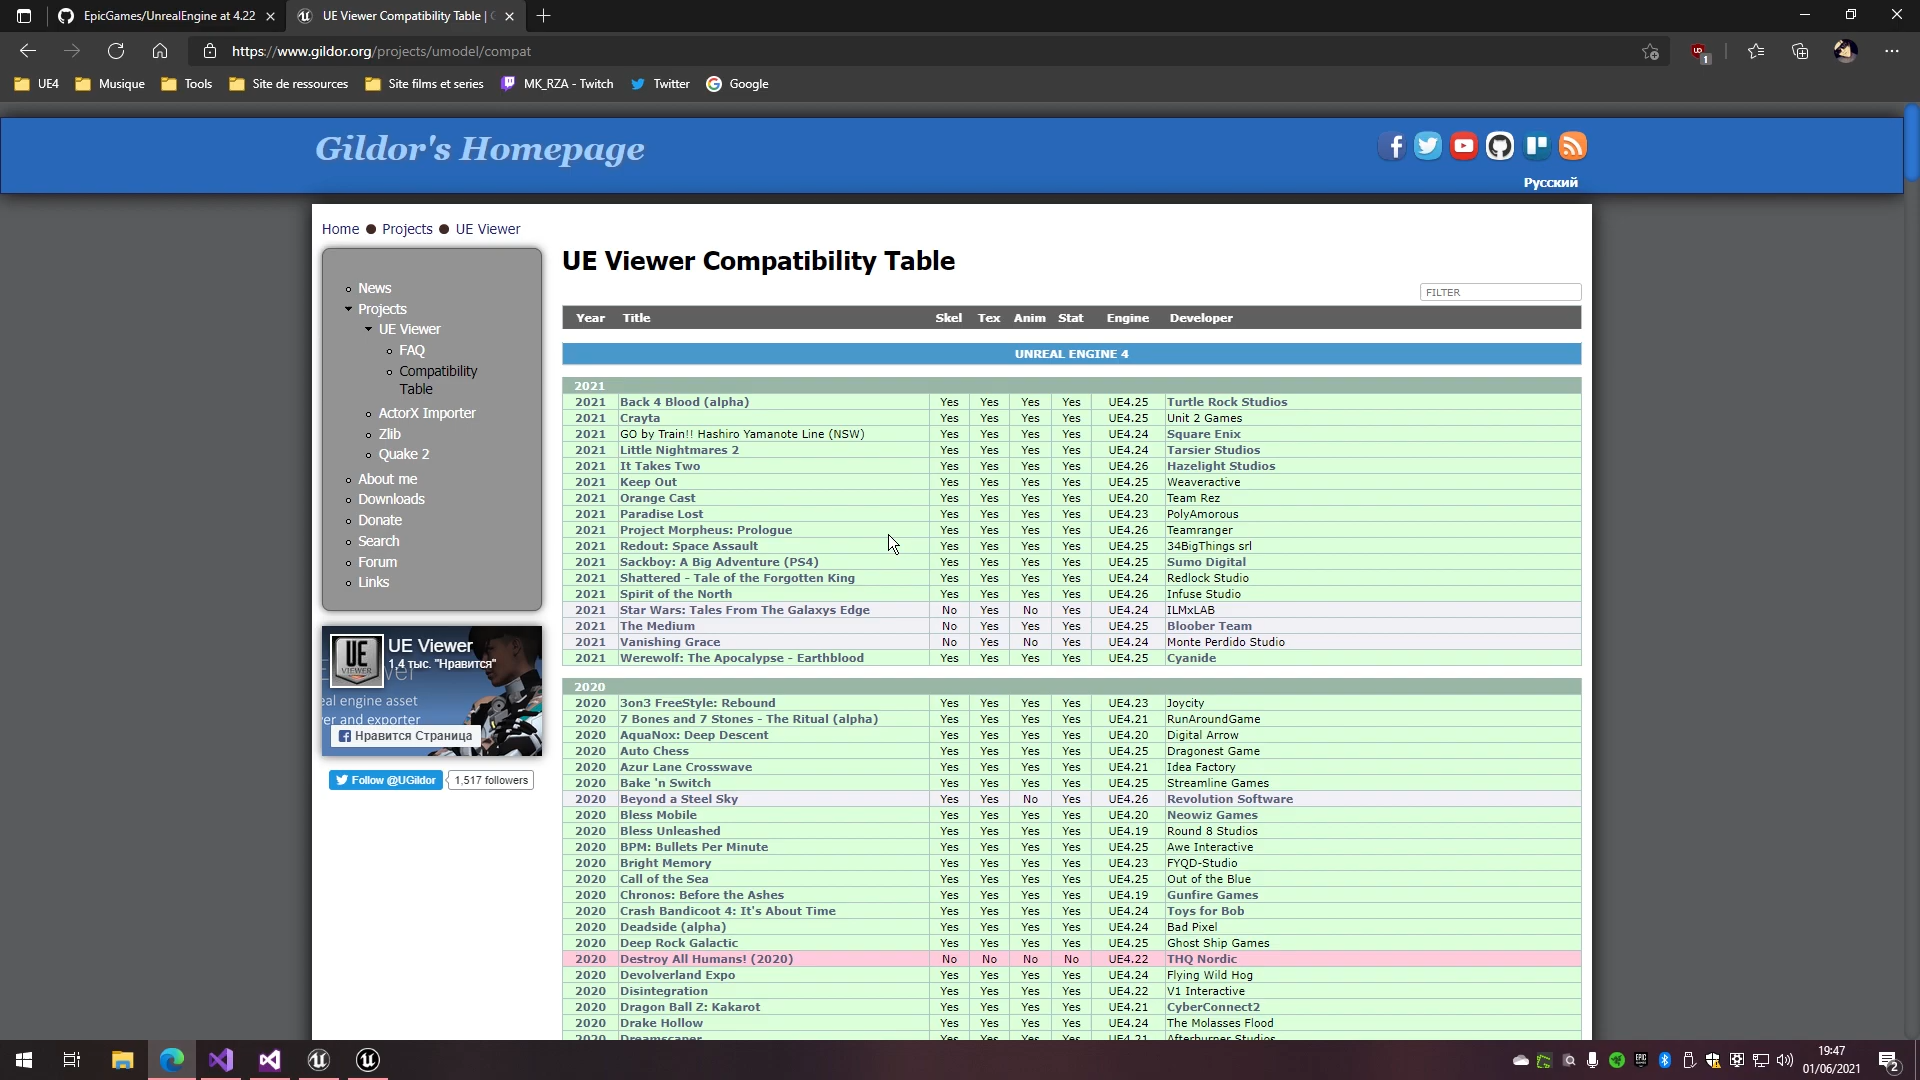 EpicGames/UnrealEngine at 4.22
UE Viewer Compatibility Table |
https://www.gildor.org/projects/umodel/compat
1
UE4
Musique
Tools
Site de ressources
Site films et series
MK_RZA - Twitch
Twitter
Google
Gildor's Homepage
Русский
Home ● Projects ● UE Viewer
News
Projects
UE Viewer
FAQ
Compatibility
Table
ActorX Importer
Zlib
Quake 2
About me
Downloads
Donate
Search
Forum
Links
UE
VIEWER
UE Viewer
1,4 тыс. "Нравится"
eal engine asset
er and exporter
Нравится Страница
Follow @UGildor
1,517 followers
UE Viewer Compatibility Table
FILTER
Year Title Skel Tex Anim Stat Engine Developer
UNREAL ENGINE 4
2021
2021 Back 4 Blood (alpha) Yes Yes Yes Yes UE4.25 Turtle Rock Studios
2021 Crayta Yes Yes Yes Yes UE4.25 Unit 2 Games
2021 GO by Train!! Hashiro Yamanote Line (NSW) Yes Yes Yes Yes UE4.24 Square Enix
2021 Little Nightmares 2 Yes Yes Yes Yes UE4.24 Tarsier Studios
2021 It Takes Two Yes Yes Yes Yes UE4.26 Hazelight Studios
2021 Keep Out Yes Yes Yes Yes UE4.25 Weaveractive
2021 Orange Cast Yes Yes Yes Yes UE4.20 Team Rez
2021 Paradise Lost Yes Yes Yes Yes UE4.23 PolyAmorous
2021 Project Morpheus: Prologue Yes Yes Yes Yes UE4.26 Teamranger
2021 Redout: Space Assault Yes Yes Yes Yes UE4.25 34BigThings srl
2021 Sackboy: A Big Adventure (PS4) Yes Yes Yes Yes UE4.25 Sumo Digital
2021 Shattered - Tale of the Forgotten King Yes Yes Yes Yes UE4.24 Redlock Studio
2021 Spirit of the North Yes Yes Yes Yes UE4.26 Infuse Studio
2021 Star Wars: Tales From The Galaxys Edge No Yes No Yes UE4.24 ILMxLAB
2021 The Medium No Yes Yes Yes UE4.25 Bloober Team
2021 Vanishing Grace No Yes No Yes UE4.24 Monte Perdido Studio
2021 Werewolf: The Apocalypse - Earthblood Yes Yes Yes Yes UE4.25 Cyanide
2020
2020 3on3 FreeStyle: Rebound Yes Yes Yes Yes UE4.23 Joycity
2020 7 Bones and 7 Stones - The Ritual (alpha) Yes Yes Yes Yes UE4.21 RunAroundGame
2020 AquaNox: Deep Descent Yes Yes Yes Yes UE4.20 Digital Arrow
2020 Auto Chess Yes Yes Yes Yes UE4.25 Dragonest Game
2020 Azur Lane Crosswave Yes Yes Yes Yes UE4.21 Idea Factory
2020 Bake 'n Switch Yes Yes Yes Yes UE4.25 Streamline Games
2020 Beyond a Steel Sky Yes Yes No Yes UE4.26 Revolution Software
2020 Bless Mobile Yes Yes Yes Yes UE4.20 Neowiz Games
2020 Bless Unleashed Yes Yes Yes Yes UE4.19 Round 8 Studios
2020 BPM: Bullets Per Minute Yes Yes Yes Yes UE4.25 Awe Interactive
2020 Bright Memory Yes Yes Yes Yes UE4.23 FYQD-Studio
2020 Call of the Sea Yes Yes Yes Yes UE4.25 Out of the Blue
2020 Chronos: Before the Ashes Yes Yes Yes Yes UE4.19 Gunfire Games
2020 Crash Bandicoot 4: It's About Time Yes Yes Yes Yes UE4.24 Toys for Bob
2020 Deadside (alpha) Yes Yes Yes Yes UE4.24 Bad Pixel
2020 Deep Rock Galactic Yes Yes Yes Yes UE4.25 Ghost Ship Games
2020 Destroy All Humans! (2020) No No No No UE4.22 THQ Nordic
2020 Devolverland Expo Yes Yes Yes Yes UE4.24 Flying Wild Hog
2020 Disintegration Yes Yes Yes Yes UE4.22 V1 Interactive
2020 Dragon Ball Z: Kakarot Yes Yes Yes Yes UE4.21 CyberConnect2
2020 Drake Hollow Yes Yes Yes Yes UE4.24 The Molasses Flood
2020 Dreamscaper Yes Yes Yes Yes UE4.21 Afterburner Studios
19:47
01/06/2021
2